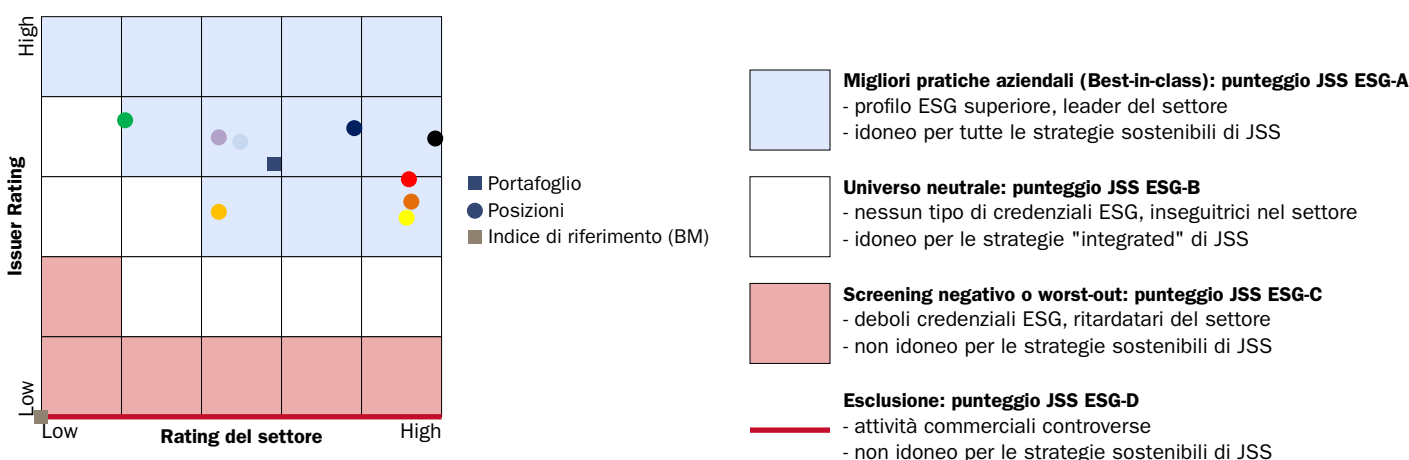 High
Issuer Rating
Low
Low
Rating del settore
High
Portafoglio
Posizioni
Indice di riferimento (BM)
Migliori pratiche aziendali (Best-in-class): punteggio JSS ESG-A
- profilo ESG superiore, leader del settore
- idoneo per tutte le strategie sostenibili di JSS
Universo neutrale: punteggio JSS ESG-B
- nessun tipo di credenziali ESG, inseguitrici nel settore
- idoneo per le strategie "integrated" di JSS
Screening negativo o worst-out: punteggio JSS ESG-C
- deboli credenziali ESG, ritardatari del settore
- non idoneo per le strategie sostenibili di JSS
Esclusione: punteggio JSS ESG-D
- attività commerciali controverse
- non idoneo per le strategie sostenibili di JSS